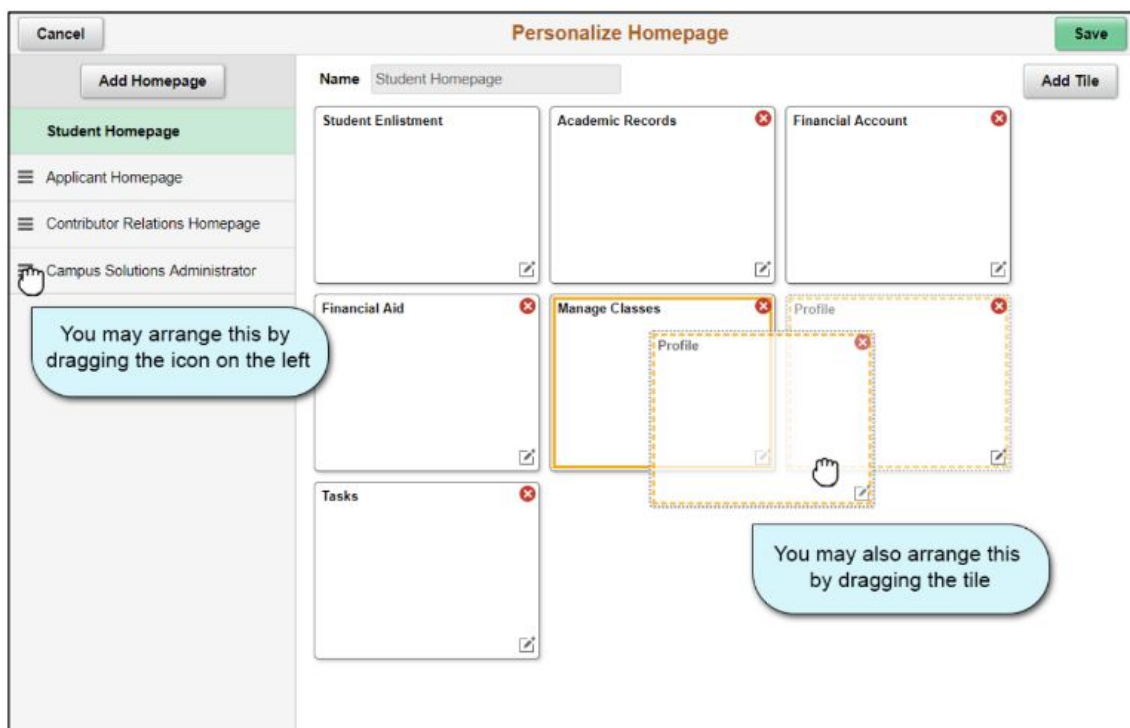 Cancel
Personalize Homepage
Save
Add Homepage
Name Student Homepage
Add Tile
Student Homepage
Applicant Homepage
Contributor Relations Homepage
Campus Solutions Administrator
You may arrange this by
dragging the icon on the left
Student Enlistment
Academic Records
Financial Account
Financial Aid
Manage Classes
Profile
Profile
Tasks
You may also arrange this
by dragging the tile